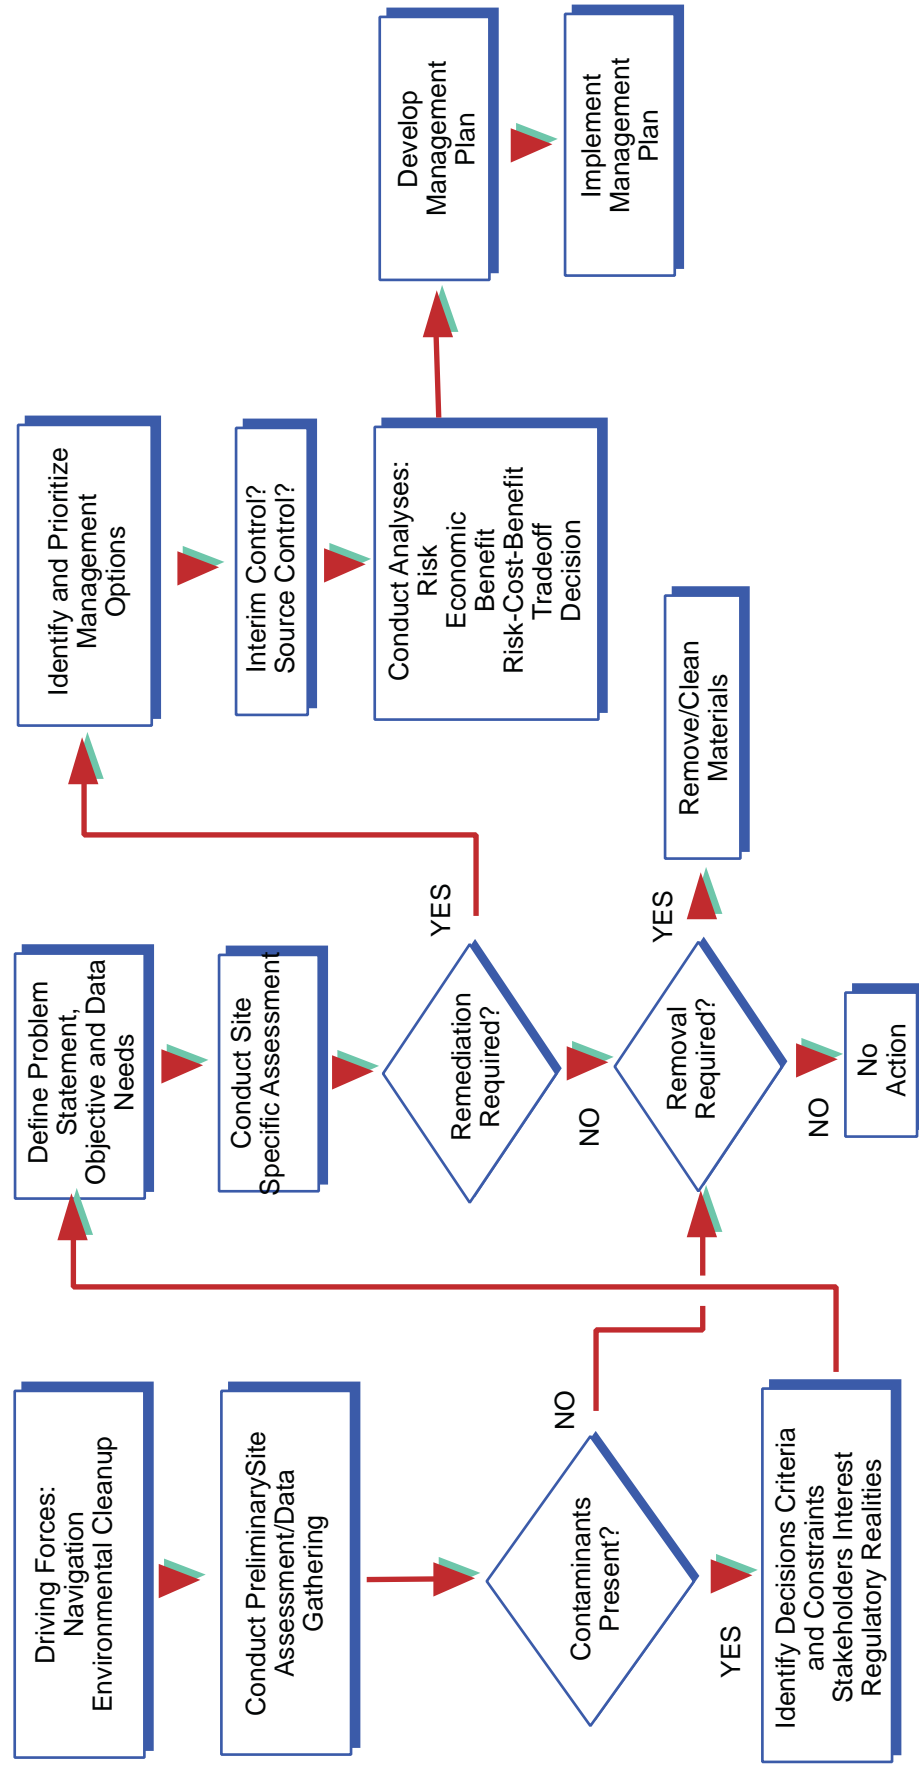 Driving Forces:
Navigation
Environmental Cleanup
Conduct PreliminarySite
Assessment/Data
Gathering
Contaminants
Present?
NO
YES
Identify Decisions Criteria
and Constraints
Stakeholders Interest
Regulatory Realities
Define Problem
Statement,
Objective and Data
Needs
Conduct Site
Specific Assessment
Remediation
Required?
YES
NO
Removal
Required?
YES
NO
Remove/Clean
Materials
No
Action
Identify and Prioritize
Management
Options
Interim Control?
Source Control?
Conduct Analyses:
Risk
Economic
Benefit
Risk-Cost-Benefit
Tradeoff
Decision
Develop
Management
Plan
Implement
Management
Plan